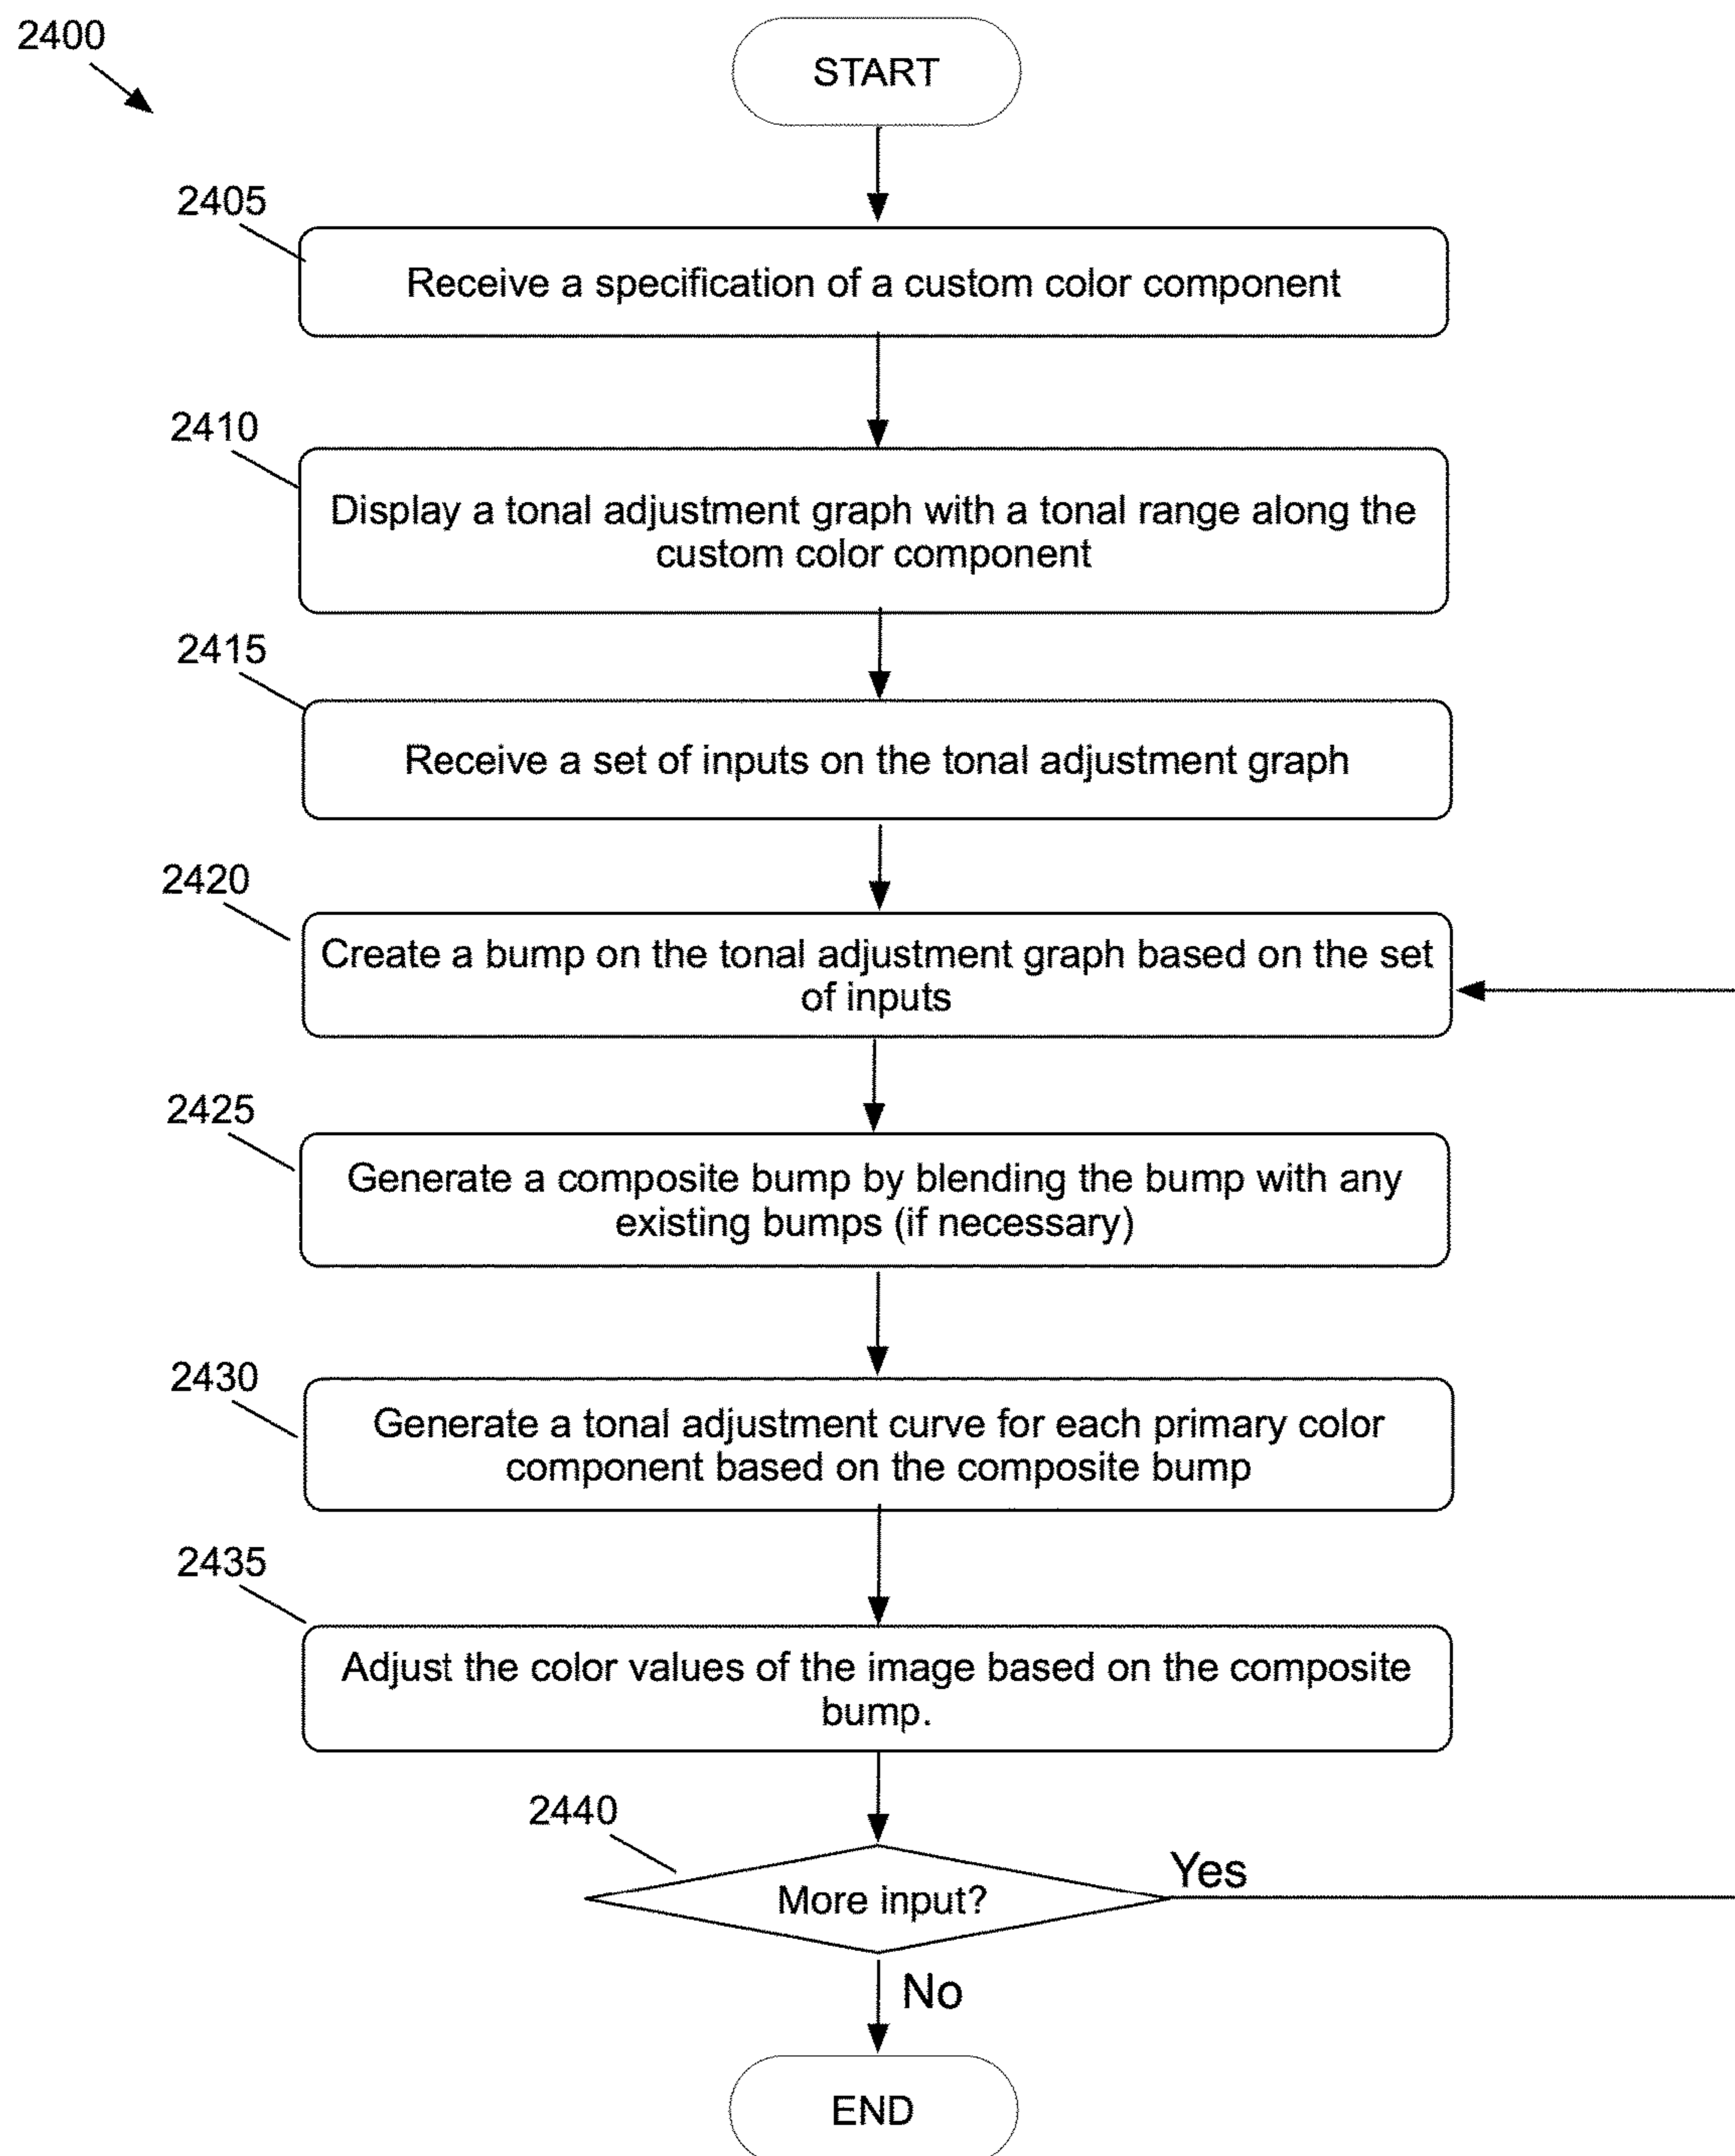 2400
START
2405
Receive a specification of a custom color component
2410
Display a tonal adjustment graph with a tonal range along the
custom color component
2415
Receive a set of inputs on the tonal adjustment graph
2420
Create a bump on the tonal adjustment graph based on the set
of inputs
2425
Generate a composite bump by blending the bump with any
existing bumps (if necessary)
2430
Generate a tonal adjustment curve for each primary color
component based on the composite bump
2435
Adjust the color values of the image based on the composite
bump.
2440
More input?
Yes
No
END